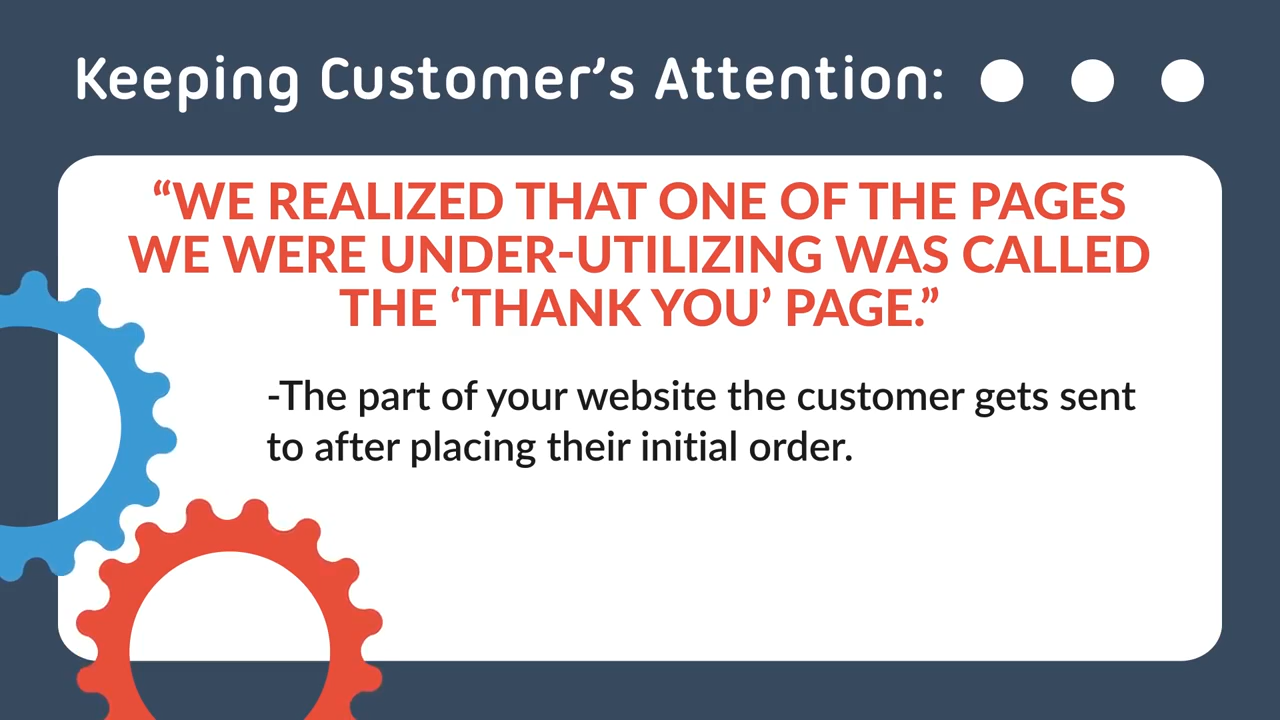 Keeping Customer’s Attention:
“WE REALIZED THAT ONE OF THE PAGES
WE WERE UNDER-UTILIZING WAS CALLED
THE ‘THANK YOU’ PAGE.”
-The part of your website the customer gets sent
to after placing their initial order.